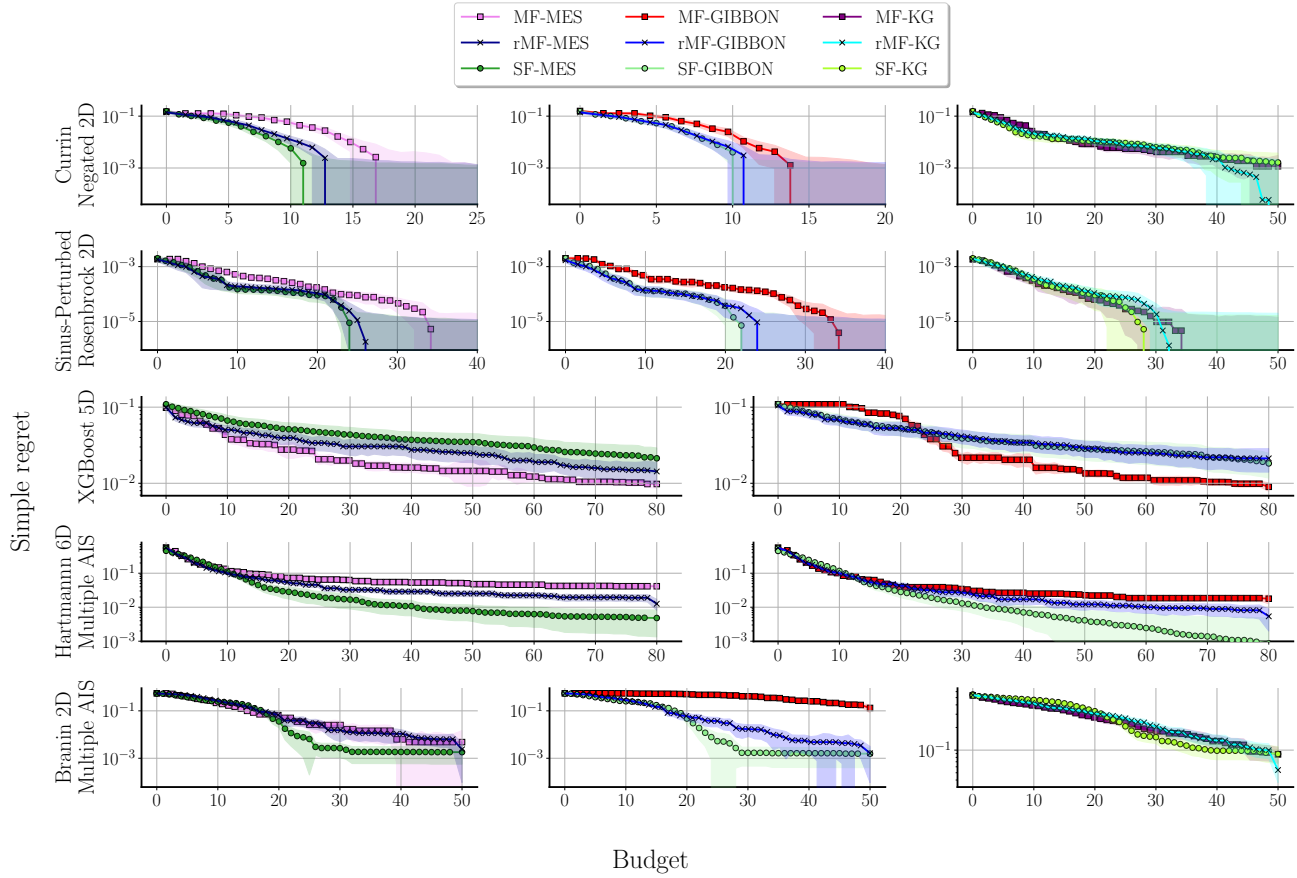 MF-MES MF-GIBBON MF-KG
rMF-MES rMF-GIBBON rMF-KG
SF-MES SF-GIBBON SF-KG
Simple regret
Currin
Negated 2D
10⁻¹
10⁻³
0 5 10 15 20 25
10⁻¹
10⁻³
0 5 10 15 20
10⁻¹
10⁻³
0 10 20 30 40 50
Sinus-Perturbed
Rosenbrock 2D
10⁻³
10⁻⁵
0 10 20 30 40
10⁻³
10⁻⁵
0 10 20 30 40
10⁻³
10⁻⁵
0 10 20 30 40 50
XGBoost 5D
10⁻¹
10⁻²
0 10 20 30 40 50 60 70 80
10⁻¹
10⁻²
0 10 20 30 40 50 60 70 80
Hartmann 6D
Multiple AIS
10⁻¹
10⁻²
10⁻³
0 10 20 30 40 50 60 70 80
10⁻¹
10⁻²
10⁻³
0 10 20 30 40 50 60 70 80
Branin 2D
Multiple AIS
10⁻¹
10⁻³
0 10 20 30 40 50
10⁻¹
10⁻³
0 10 20 30 40 50
10⁻¹
0 10 20 30 40 50
Budget